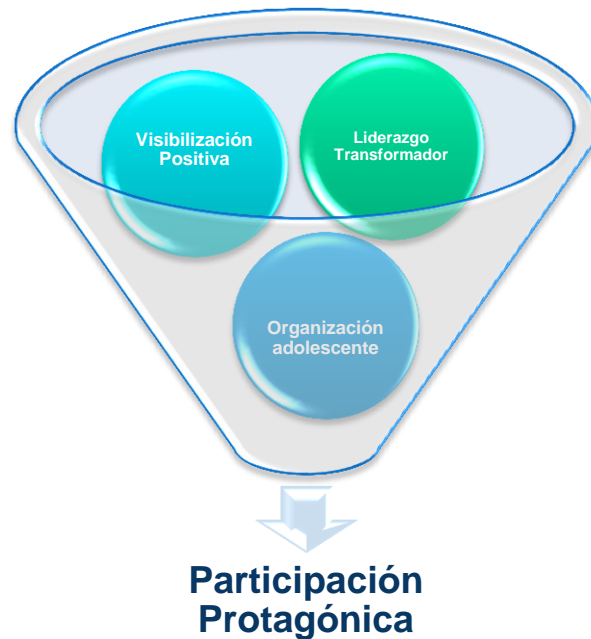 Visibilización
Positiva
Liderazgo
Transformador
Organización
adolescente
Participación
Protagónica